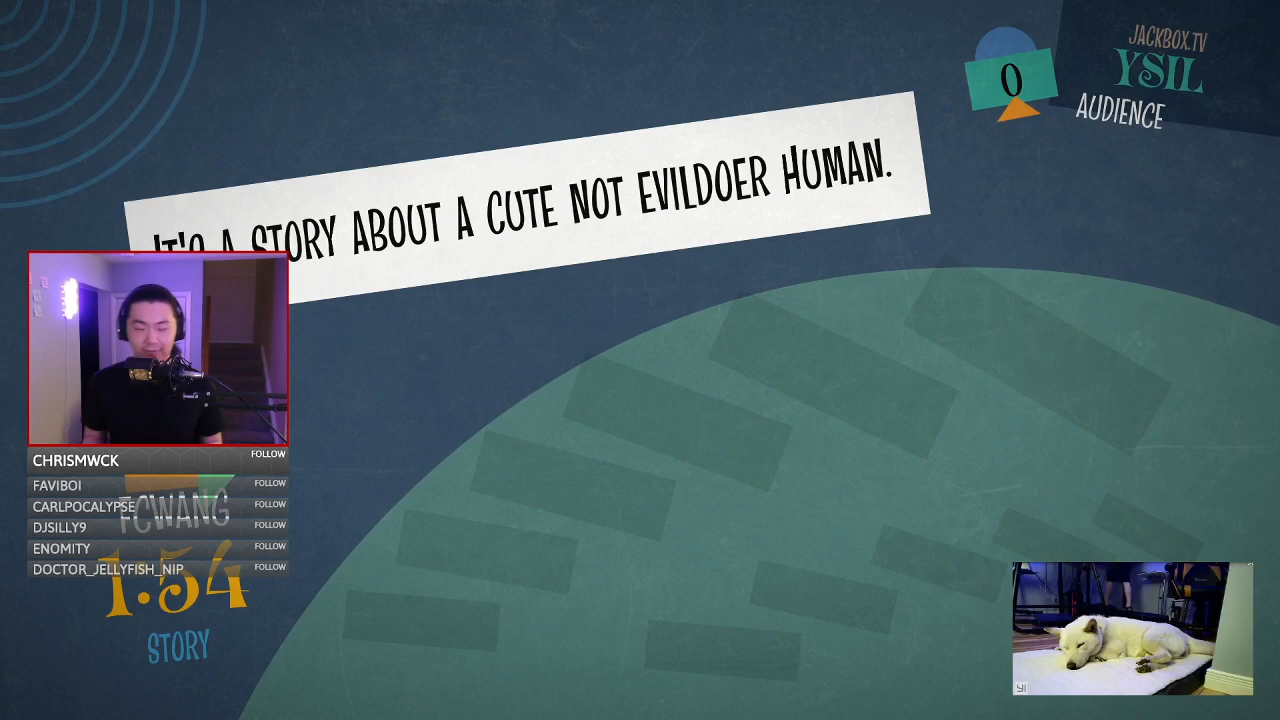 JACKBOX.TV
YSIL
0
AUDIENCE
IT'S A STORY ABOUT A CUTE NOT EVILDOER HUMAN.
CHRISMWCK FOLLOW
FAVIBOI FOLLOW
CARLPOCALYPSE FOLLOW
FCWANG
DJSILLY9 FOLLOW
ENOMITY FOLLOW
DOCTOR_JELLYFISH_NIP FOLLOW
1:54
STORY
YI